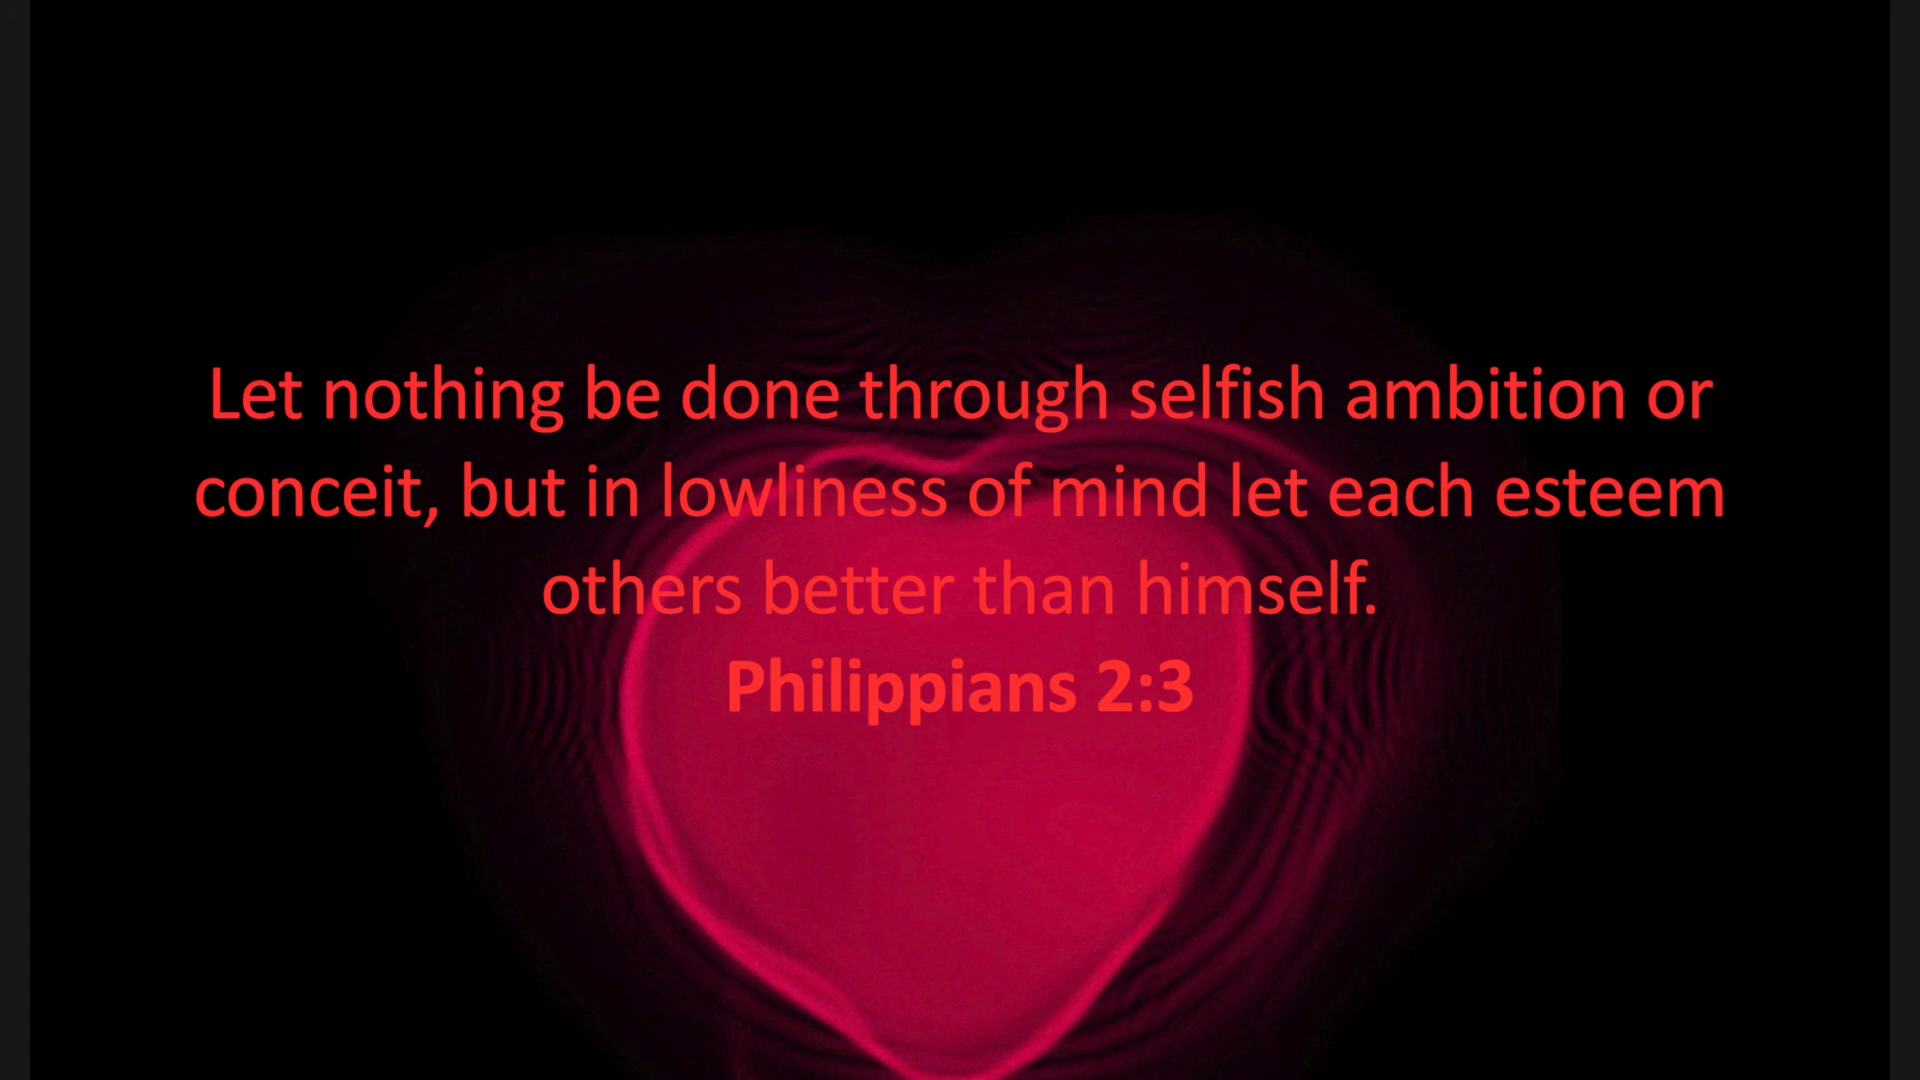 Let nothing be done through selfish ambition or
conceit, but in lowliness of mind let each esteem
others better than himself.
Philippians 2:3